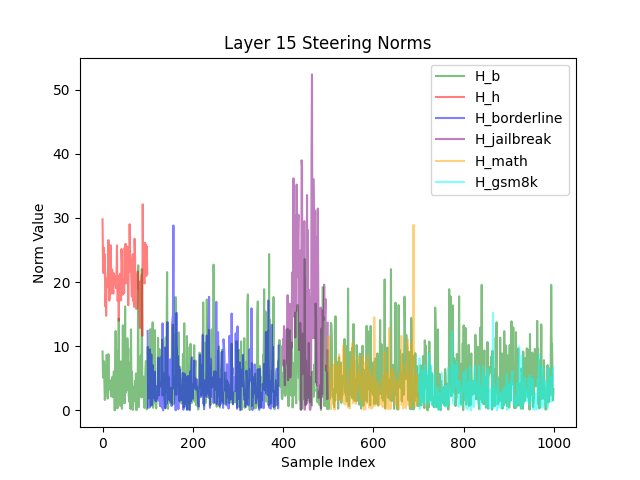 Layer 15 Steering Norms
Norm Value
50
40
30
20
10
0
H_b
H_h
H_borderline
H_jailbreak
H_math
H_gsm8k
0 200 400 600 800 1000
Sample Index